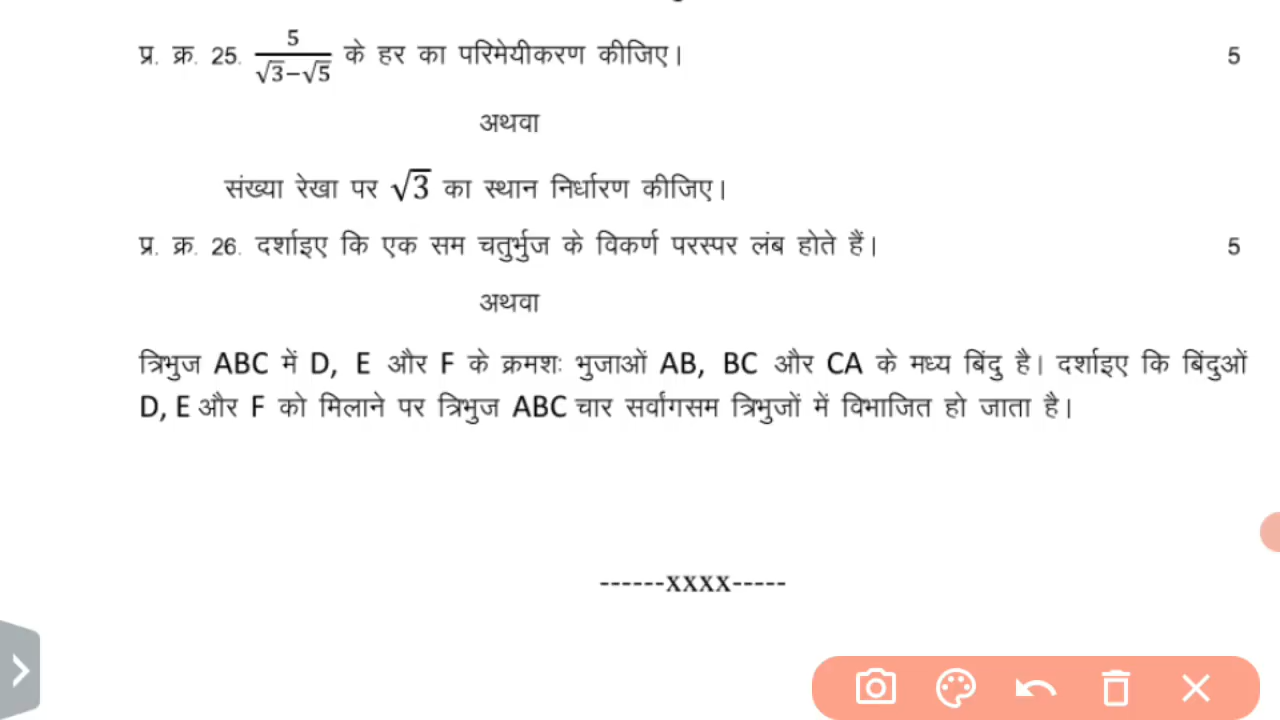 प्र. क्र. 25. 5/(√3−√5) के हर का परिमेयीकरण कीजिए। 5
अथवा
संख्या रेखा पर √3 का स्थान निर्धारण कीजिए।
प्र. क्र. 26. दर्शाइए कि एक सम चतुर्भुज के विकर्ण परस्पर लंब होते हैं। 5
अथवा
त्रिभुज ABC में D, E और F के क्रमशः भुजाओं AB, BC और CA के मध्य बिंदु है। दर्शाइए कि बिंदुओं
D, E और F को मिलाने पर त्रिभुज ABC चार सर्वांगसम त्रिभुजों में विभाजित हो जाता है।
------XXXX-----